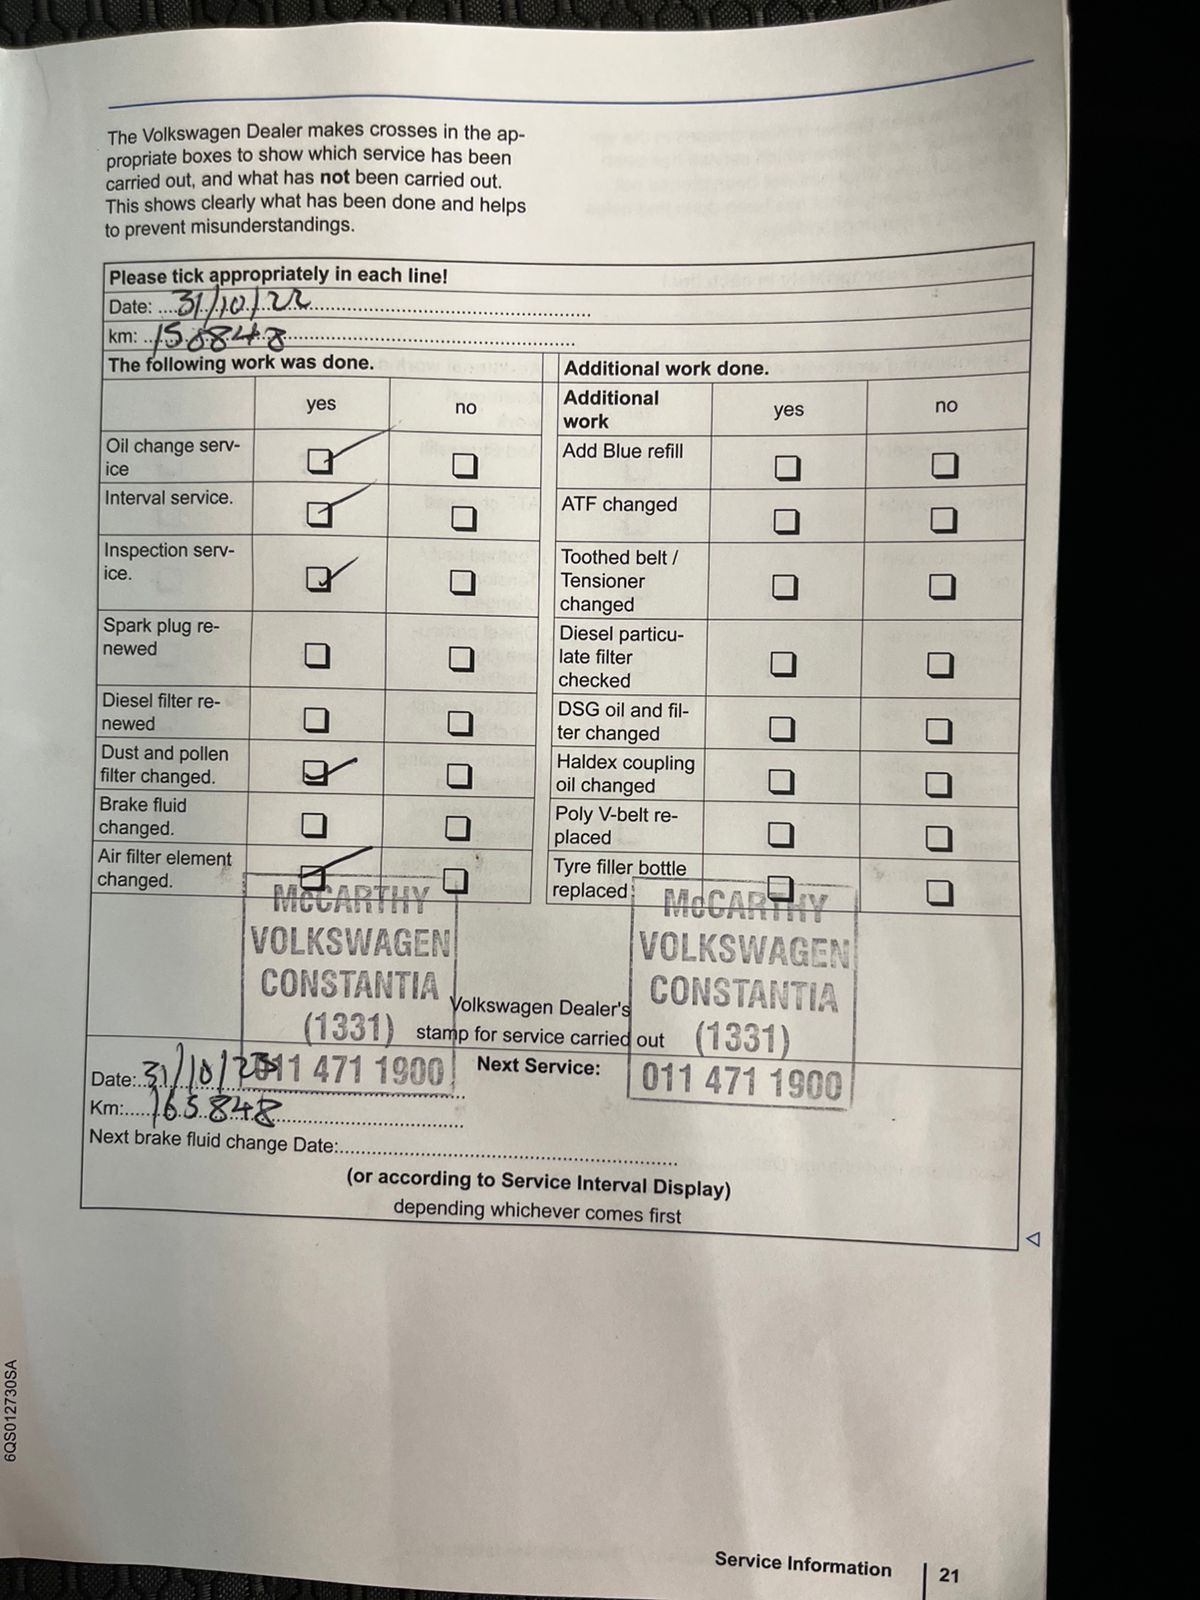 The Volkswagen Dealer makes crosses in the ap-
propriate boxes to show which service has been
carried out, and what has not been carried out.
This shows clearly what has been done and helps
to prevent misunderstandings.
Please tick appropriately in each line!
Date: 31/10/22
km: 150848
The following work was done.
yes no
Oil change serv-
ice
Interval service.
Inspection serv-
ice.
Spark plug re-
newed
Diesel filter re-
newed
Dust and pollen
filter changed.
Brake fluid
changed.
Air filter element
changed.
Additional work done.
Additional
work
yes no
Add Blue refill
ATF changed
Toothed belt /
Tensioner
changed
Diesel particu-
late filter
checked
DSG oil and fil-
ter changed
Haldex coupling
oil changed
Poly V-belt re-
placed
Tyre filler bottle
replaced
McCARTHY
VOLKSWAGEN
CONSTANTIA
(1331)
011 471 1900
Volkswagen Dealer's
stamp for service carried out
McCARTHY
VOLKSWAGEN
CONSTANTIA
(1331)
011 471 1900
Next Service:
Date: 31/10/23
Km: 165848
Next brake fluid change Date:
(or according to Service Interval Display)
depending whichever comes first
6QS012730SA
Service Information 21